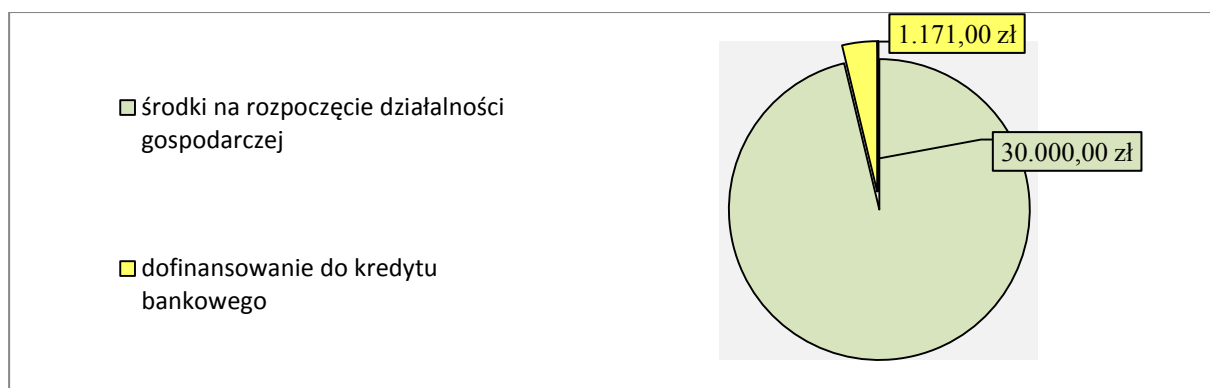 1.171,00 zł
środki na rozpoczęcie działalności
gospodarczej
30.000,00 zł
dofinansowanie do kredytu
bankowego